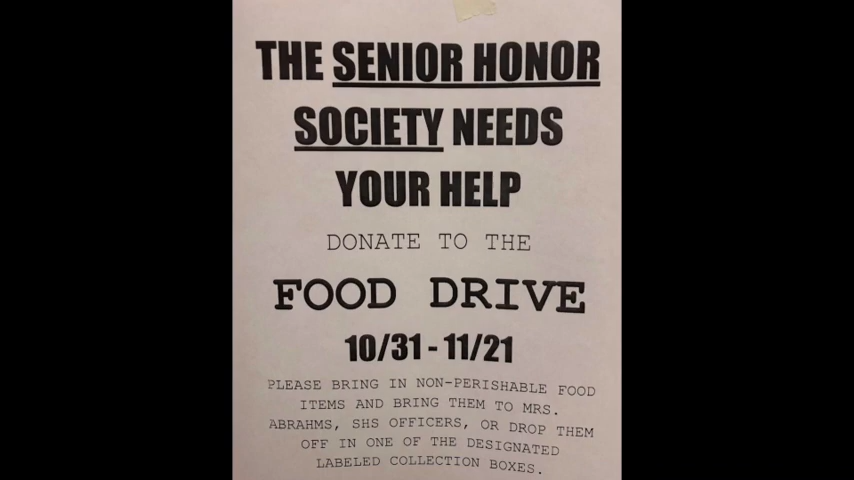 THE SENIOR HONOR
SOCIETY NEEDS
YOUR HELP
DONATE TO THE
FOOD DRIVE
10/31 - 11/21
PLEASE BRING IN NON-PERISHABLE FOOD
ITEMS AND BRING THEM TO MRS.
ABRAHMS, SHS OFFICERS, OR DROP THEM
OFF IN ONE OF THE DESIGNATED
LABELED COLLECTION BOXES.